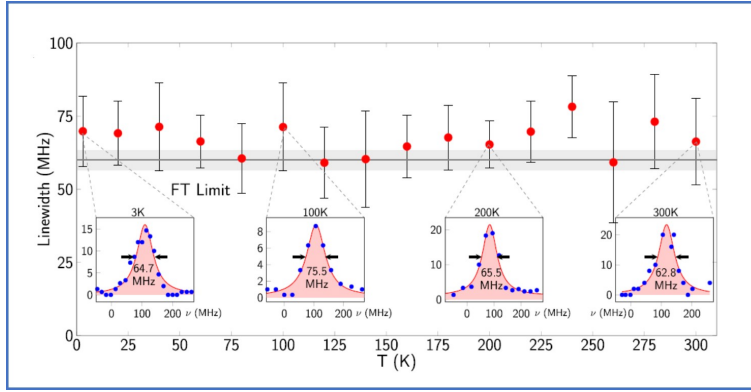 100
75
50
25
0
Linewidth (MHz)
FT Limit
3K
15
10
5
0
64.7
MHz
0 100 200 ν (MHz)
100K
8
6
4
2
0
75.5
MHz
0 100 200 ν (MHz)
200K
20
10
0
65.5
MHz
0 100 200 ν (MHz)
300K
20
10
0
62.8
MHz
0 100 200 ν (MHz)
0 25 50 75 100 125 150 175 200 225 250 275 300
T (K)